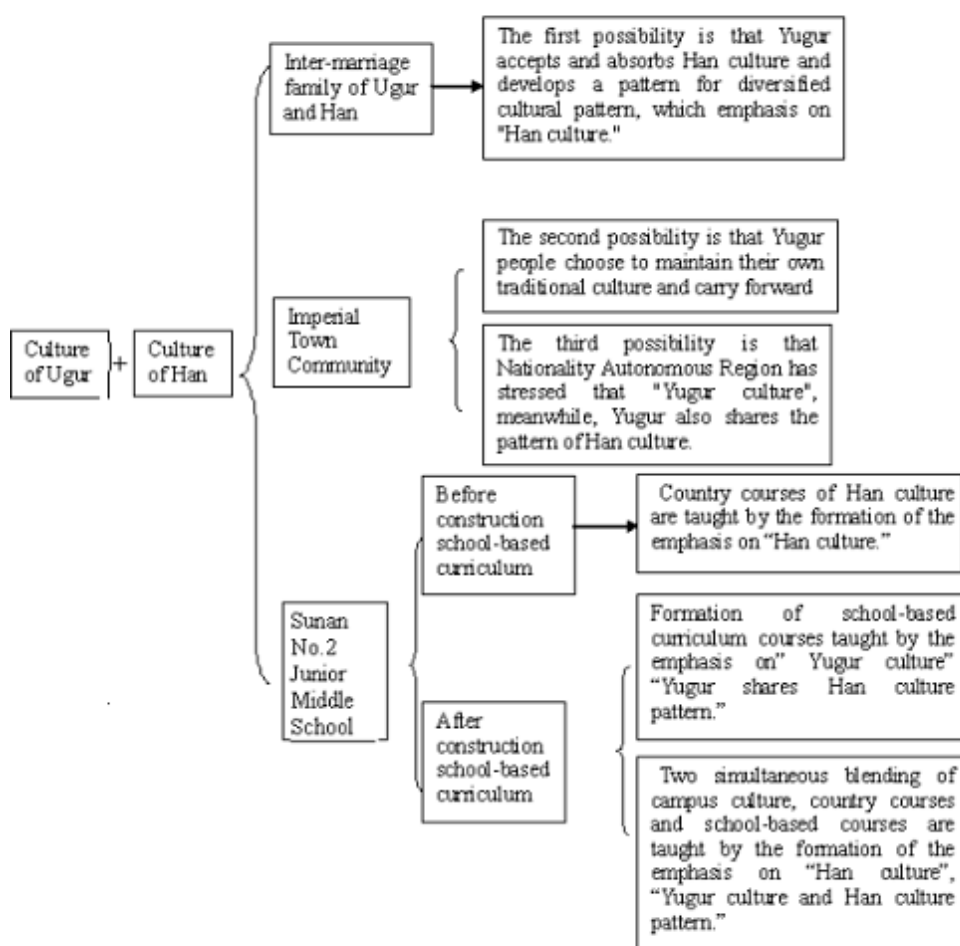 Culture
of Ugur
+
Culture
of Han
Inter-marriage
family of Ugur
and Han
The first possibility is that Yugur
accepts and absorbs Han culture and
develops a pattern for diversified
cultural pattern, which emphasis on
"Han culture."
Imperial
Town
Community
The second possibility is that Yugur
people choose to maintain their own
traditional culture and carry forward
The third possibility is that
Nationality Autonomous Region has
stressed that "Yugur culture",
meanwhile, Yugur also shares the
pattern of Han culture.
Sunan
No.2
Junior
Middle
School
Before
construction
school-based
curriculum
Country courses of Han culture
are taught by the formation of the
emphasis on “Han culture.”
After
construction
school-based
curriculum
Formation of school-based
curriculum courses taught by the
emphasis on” Yugur culture”
“Yugur shares Han culture
pattern.”
Two simultaneous blending of
campus culture, country courses
and school-based courses are
taught by the formation of the
emphasis on “Han culture”,
“Yugur culture and Han culture
pattern.”